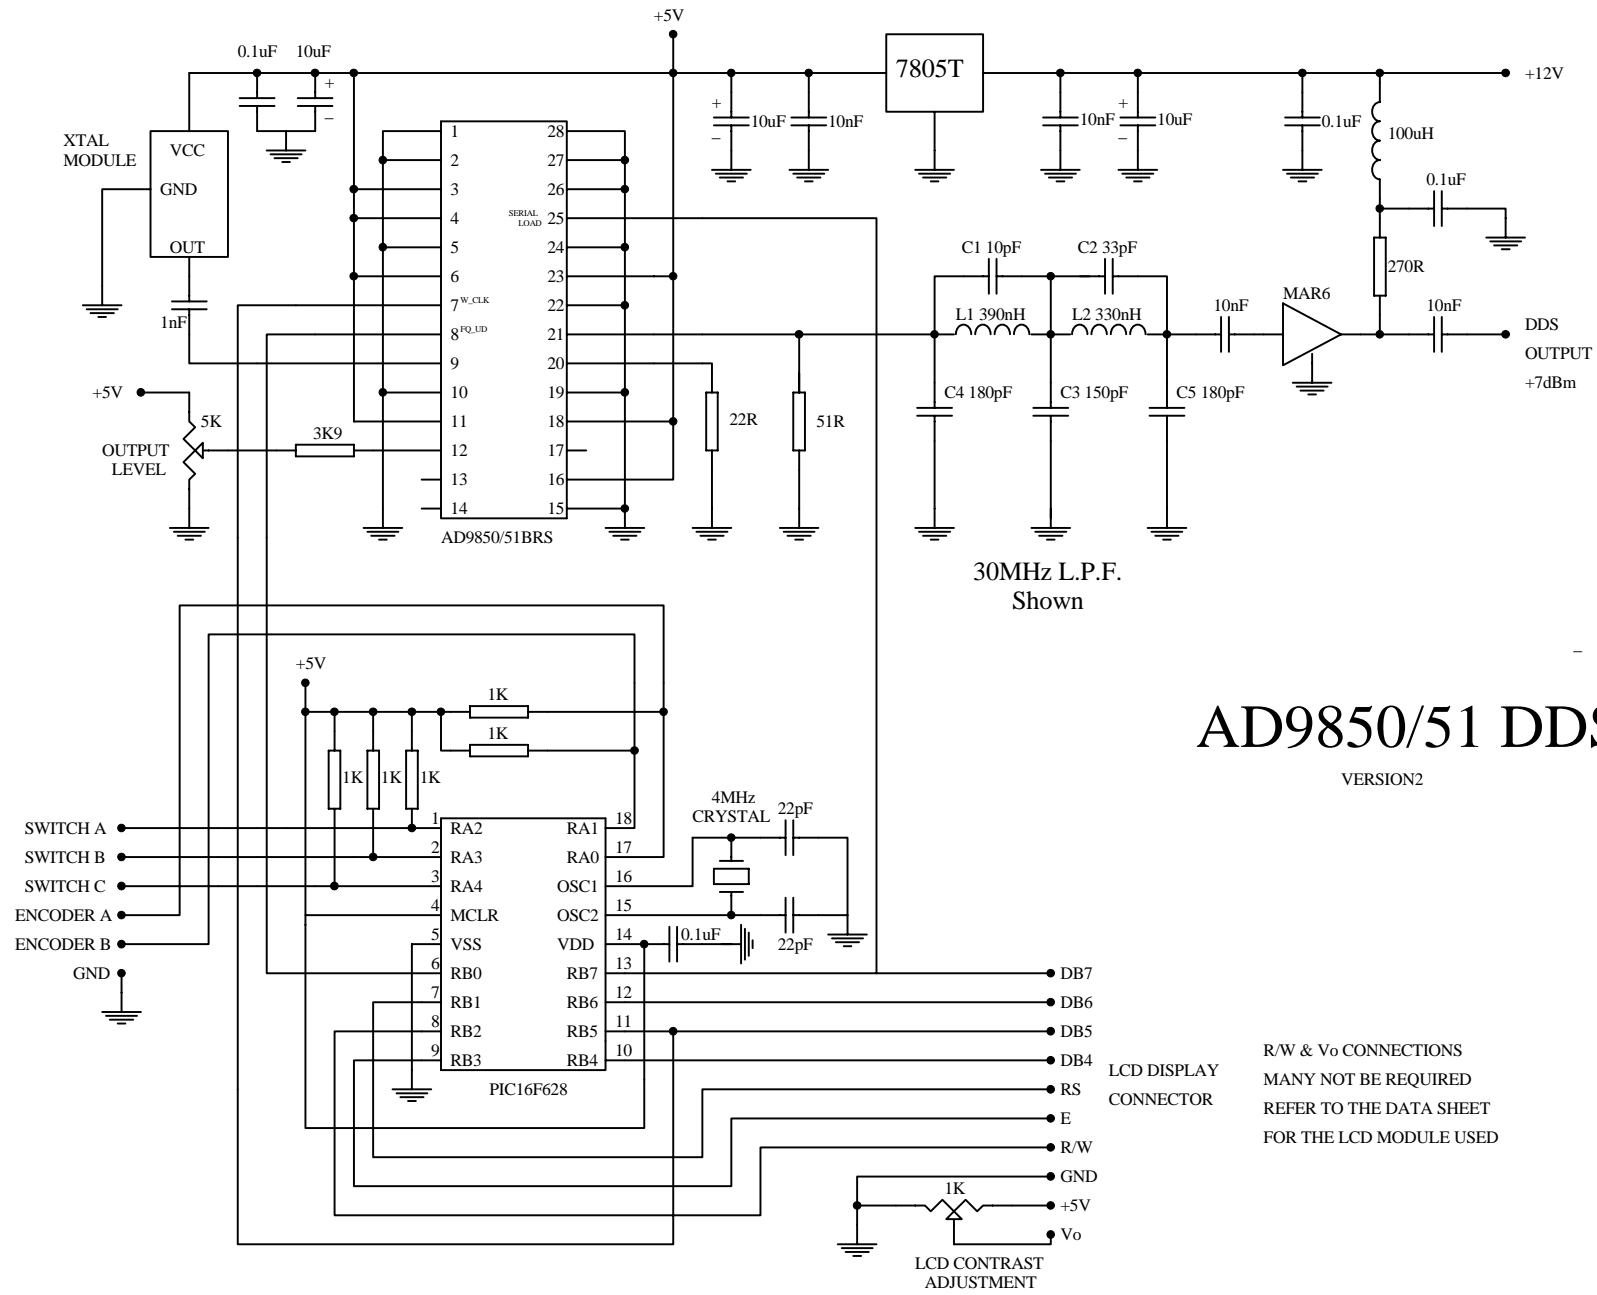 +5V
0.1uF 10uF
7805T
+12V
+
–
+
–
10uF
10nF
10nF
+
–
10uF
0.1uF
100uH
XTAL
MODULE
VCC
GND
OUT
1nF
1 28
2 27
3 26
4 SERIAL LOAD 25
5 24
6 23
7 W_CLK 22
8 FQ_UD 21
9 20
10 19
11 18
12 17
13 16
14 15
AD9850/51BRS
0.1uF
270R
C1 10pF
C2 33pF
L1 390nH
L2 330nH
10nF
MAR6
10nF
DDS
OUTPUT
+7dBm
+5V
5K
OUTPUT
LEVEL
3K9
22R
51R
C4 180pF
C3 150pF
C5 180pF
30MHz L.P.F.
Shown
–
AD9850/51 DDS
VERSION2
+5V
1K
1K
1K
1K
1K
4MHz
CRYSTAL
22pF
22pF
0.1uF
SWITCH A
SWITCH B
SWITCH C
ENCODER A
ENCODER B
GND
1 RA2 RA1 18
2 RA3 RA0 17
3 RA4 OSC1 16
4 MCLR OSC2 15
5 VSS VDD 14
6 RB0 RB7 13
7 RB1 RB6 12
8 RB2 RB5 11
9 RB3 RB4 10
PIC16F628
DB7
DB6
DB5
DB4
RS
E
R/W
GND
+5V
Vo
LCD DISPLAY
CONNECTOR
1K
LCD CONTRAST
ADJUSTMENT
R/W & Vo CONNECTIONS
MANY NOT BE REQUIRED
REFER TO THE DATA SHEET
FOR THE LCD MODULE USED